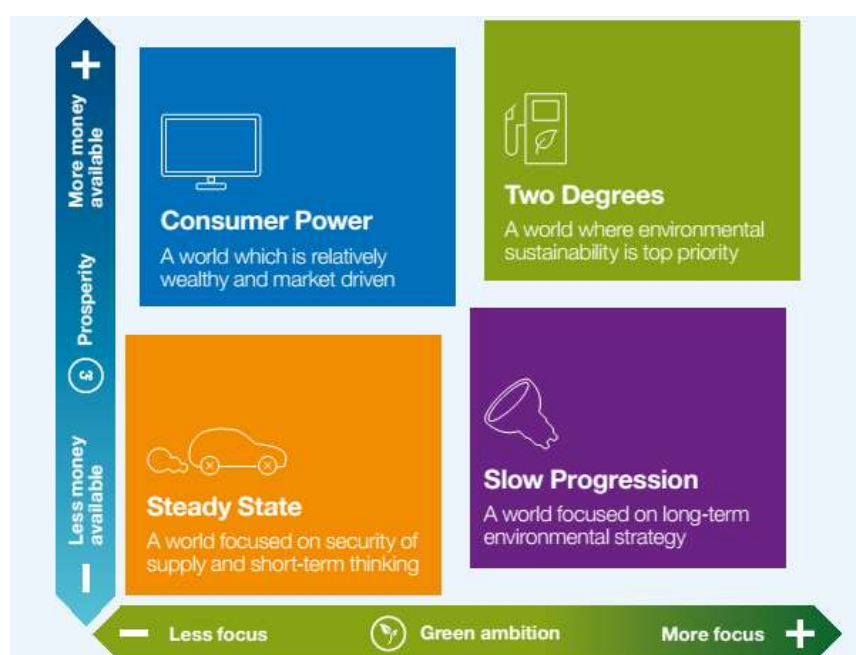 +
More money
available
Prosperity
£
Less money
available
−
Consumer Power
A world which is relatively
wealthy and market driven
Two Degrees
A world where environmental
sustainability is top priority
Steady State
A world focused on security of
supply and short-term thinking
Slow Progression
A world focused on long-term
environmental strategy
− Less focus
Green ambition
More focus +